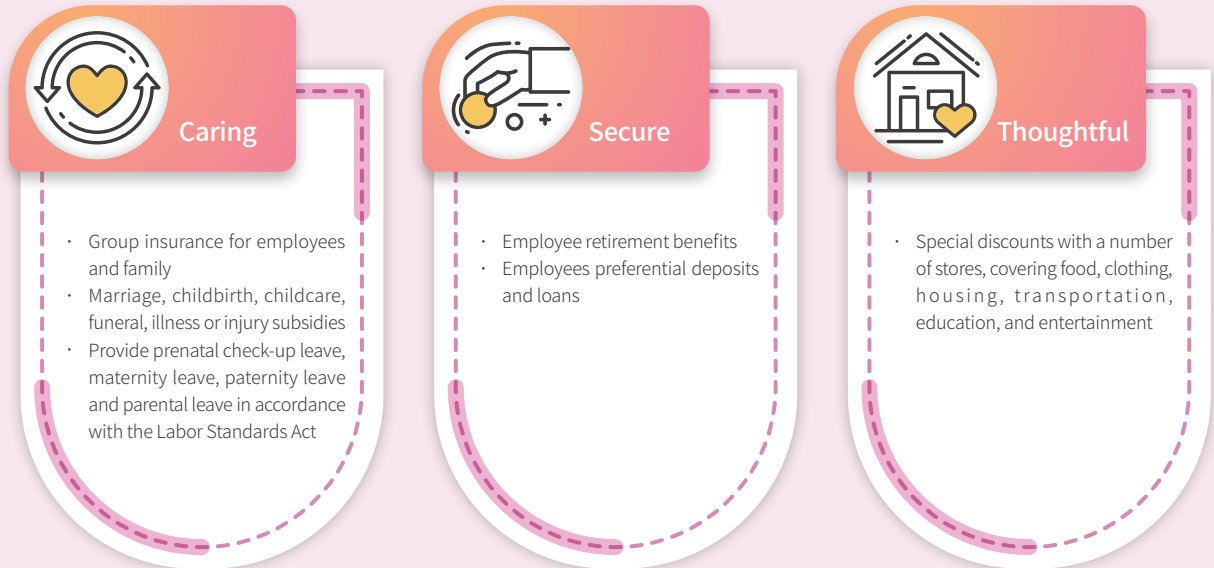 Caring
· Group insurance for employees
and family
· Marriage, childbirth, childcare,
funeral, illness or injury subsidies
· Provide prenatal check-up leave,
maternity leave, paternity leave
and parental leave in accordance
with the Labor Standards Act
Secure
· Employee retirement benefits
· Employees preferential deposits
and loans
Thoughtful
· Special discounts with a number
of stores, covering food, clothing,
housing, transportation,
education, and entertainment